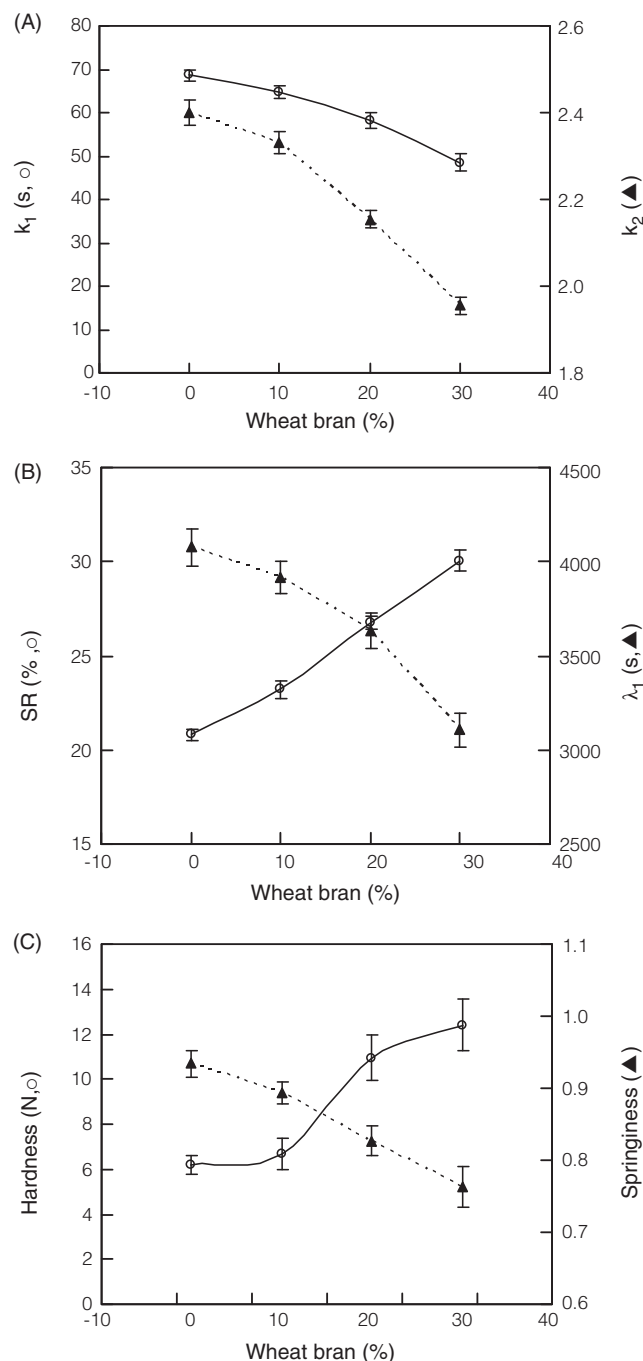 (A)
80
70
60
50
40
30
20
10
0
k1 (s, ○)
2.6
2.4
2.2
2.0
1.8
k2 (▲)
-10 0 10 20 30 40
Wheat bran (%)
(B)
35
30
25
20
15
SR (% ,○)
4500
4000
3500
3000
2500
λ1 (s,▲)
-10 0 10 20 30 40
Wheat bran (%)
(C)
16
14
12
10
8
6
4
2
0
Hardness (N,○)
1.1
1.0
0.9
0.8
0.7
0.6
Springiness (▲)
-10 0 10 20 30 40
Wheat bran (%)